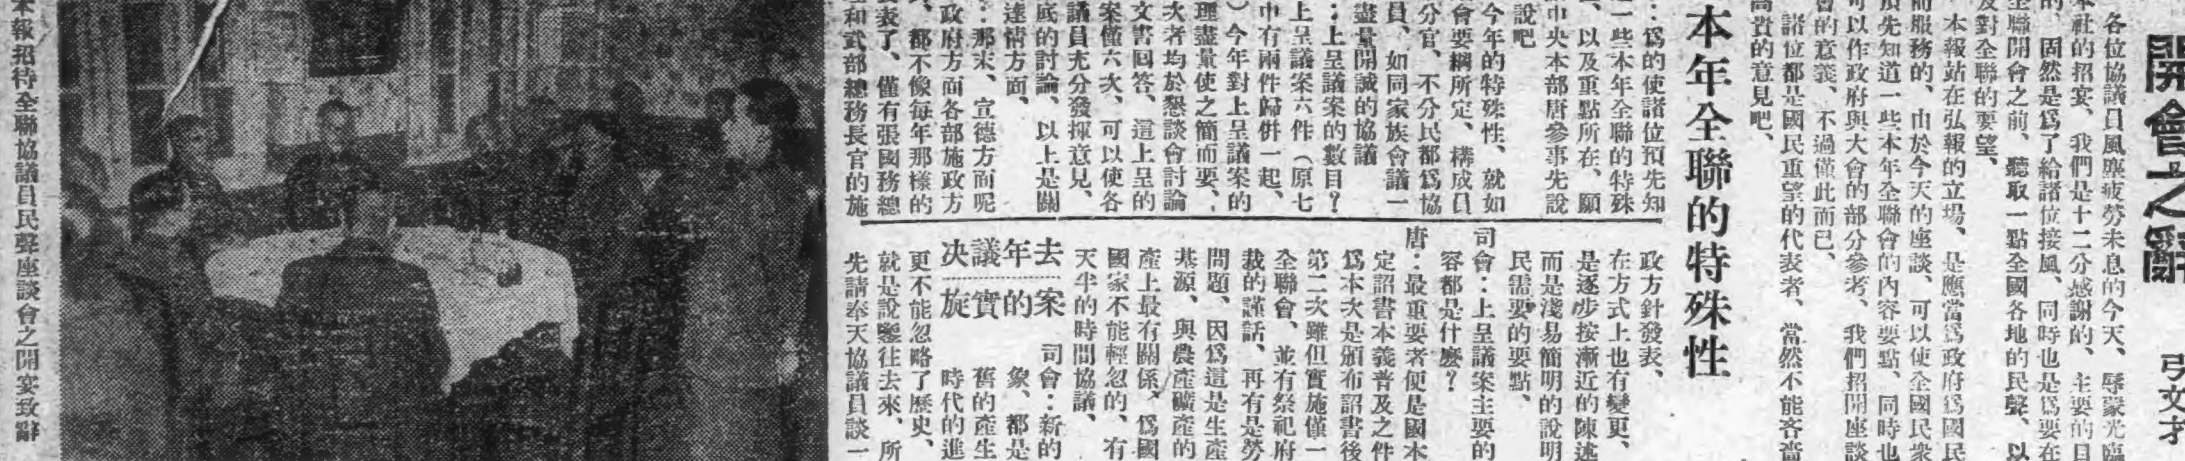 開會之辭
弓文才
各位協議員風塵疲勞未息的今天、辱蒙光臨
本社的招宴、我們是十二分感謝的、主要的目
的、固然是爲了給諸位接風、同時也是爲要在
全聯開會之前、聽取一點全國各地的民聲、以
及對全聯的要望、
本報站在弘報的立場、是應當爲政府爲國民
而服務的、由於今天的座談、可以使全國民衆
預先知道一些本年全聯會的內容要點、同時也
可以作政府與大會的部分參考、我們招開座談
會的意義、不過僅此而已、
諸位都是國民重望的代表者、當然不能吝嗇
高貴的意見吧、
本年全聯的特殊性
：爲的使諸位預先知
一些本年全聯的特殊
、以及重點所在、願
中央本部唐參事先說
說吧
今年的特殊性、就如
會要綱所定、構成員
分官、不分民都爲協
員、如同家族會議一
盡量開誠的協議
：上呈議案的數目？
上呈議案六件（原七
中有兩件歸併一起、
）今年對上呈議案的
理盡量使之簡而要、
次者均於懇談會討論
文書回答、這上呈的
案僅六次、可以使各
議員充分發揮意見、
底的討論、以上是關
達情方面、
：那末、宣德方面呢
政府方面各部施政方
、都不像每年那樣的
表了、僅有張國務總
和武部總務長官的施
政方針發表、
在方式上也有變更、
是逐步按漸近的陳述
而是淺易簡明的說明
民需要的要點、
司會：上呈議案主要的
容都是什麽？
唐：最重要者便是國本
定詔書本義普及之件
爲本次是頒布詔書後
第二次雖但實施僅一
全聯會、並有祭祀府
裁的謹話、再有是勞
問題、因爲這是生產
基源、與農產礦產的
產上最有關係、爲國
國家不能輕忽的、有
天半的時間協議、
去年議决
案的實旋
司會：新的
象、都是
舊的產生
時代的進
更不能忽略了歷史、
就是說鑒往去來、所
先請奉天協議員談一
本報招待全聯協議員民聲座談會之開宴致辭